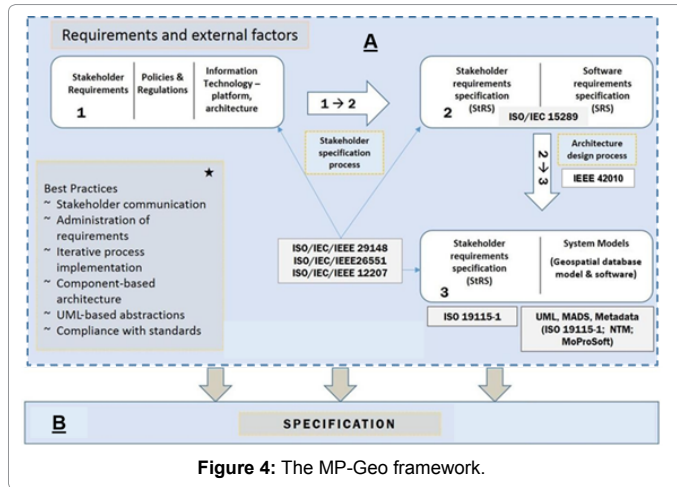 Requirements and external factors
A
Stakeholder
Requirements
Policies &
Regulations
Information
Technology –
platform,
architecture
1
1 → 2
Stakeholder
specification
process
Stakeholder
requirements
specification
(StRS)
Software
requirements
specification
(SRS)
2
ISO/IEC 15289
2 → 3
Architecture
design process
IEEE 42010
★
Best Practices
~ Stakeholder communication
~ Administration of
requirements
~ Iterative process
implementation
~ Component-based
architecture
~ UML-based abstractions
~ Compliance with standards
ISO/IEC/IEEE 29148
ISO/IEC/IEEE26551
ISO/IEC/IEEE 12207
Stakeholder
requirements
specification
(StRS)
System Models
(Geospatial database
model & software)
3
ISO 19115-1
UML, MADS, Metadata
(ISO 19115-1; NTM;
MoProSoft)
B
SPECIFICATION
Figure 4: The MP-Geo framework.